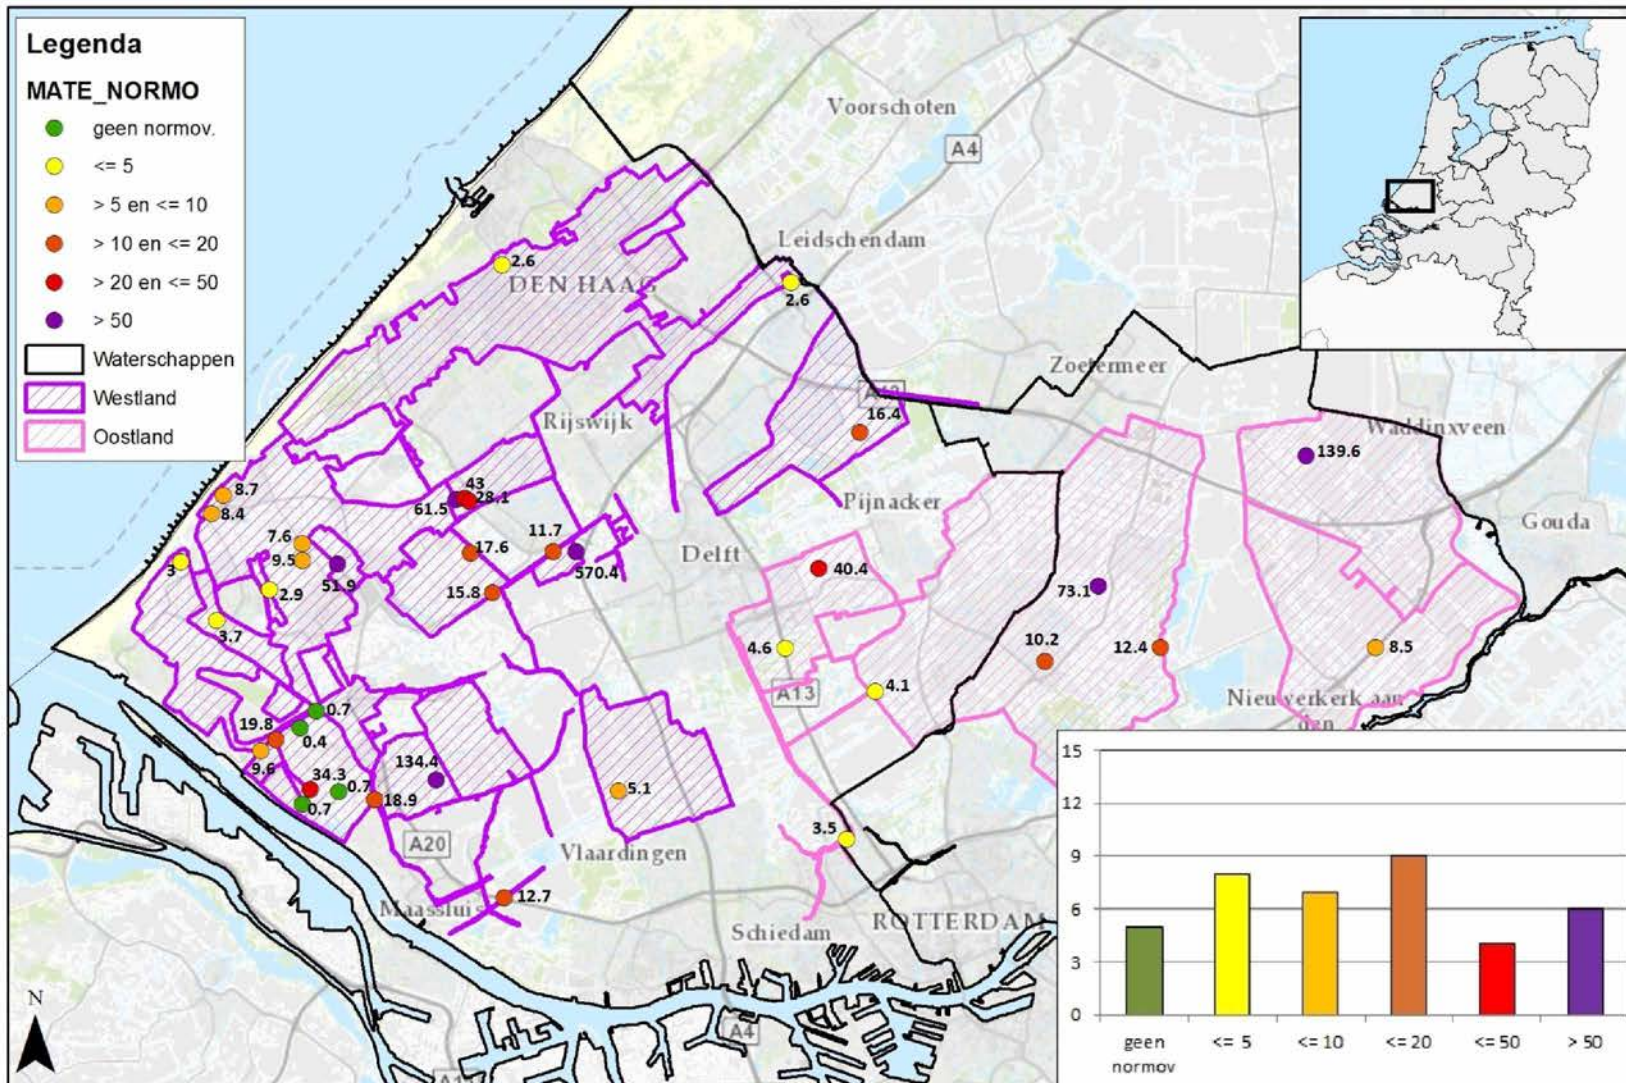 Legenda
MATE_NORMO
geen normov.
<= 5
> 5 en <= 10
> 10 en <= 20
> 20 en <= 50
> 50
Waterschappen
Westland
Oostland
Voorschoten
A4
Leidschendam
2.6
DEN HAAG
2.6
Zoetermeer
16.4
Rijswijk
Waddinxveen
139.6
8.7
8.4
43
28.1
61.5
Pijnacker
Gouda
7.6
9.5
11.7
17.6
Delft
570.4
3
51.9
40.4
2.9
15.8
73.1
3.7
4.6
10.2
12.4
8.5
4.1
A13
Nieuwerkerk aan
den
0.7
19.8
0.4
9.6
134.4
34.3
0.7
0.7
18.9
5.1
3.5
A20
Vlaardingen
12.7
Maassluis
Schiedam
ROTTERDAM
N
A4
15
12
9
6
3
0
geen
normov
<= 5
<= 10
<= 20
<= 50
> 50